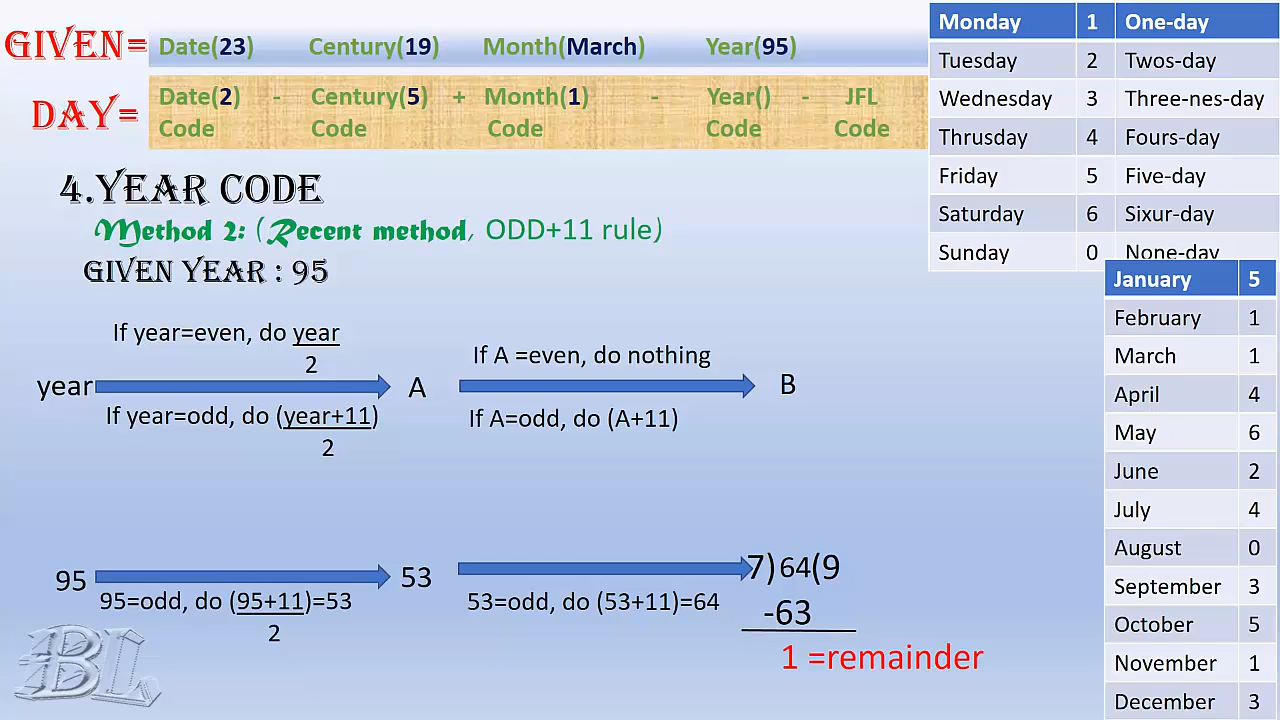 GIVEN= Date(23) Century(19) Month(March) Year(95)
DAY= Date(2) - Century(5) + Month(1) - Year() - JFL
Code Code Code Code Code
4.YEAR CODE
Method 2: (Recent method, ODD+11 rule)
GIVEN YEAR : 95
If year=even, do year
2
If A =even, do nothing
year A B
If year=odd, do (year+11)
2
If A=odd, do (A+11)
95 53 7)64(9
95=odd, do (95+11)=53
2
53=odd, do (53+11)=64
-63
1 =remainder
BL
Monday 1 One-day
Tuesday 2 Twos-day
Wednesday 3 Three-nes-day
Thrusday 4 Fours-day
Friday 5 Five-day
Saturday 6 Sixur-day
Sunday 0 None-day
January 5
February 1
March 1
April 4
May 6
June 2
July 4
August 0
September 3
October 5
November 1
December 3